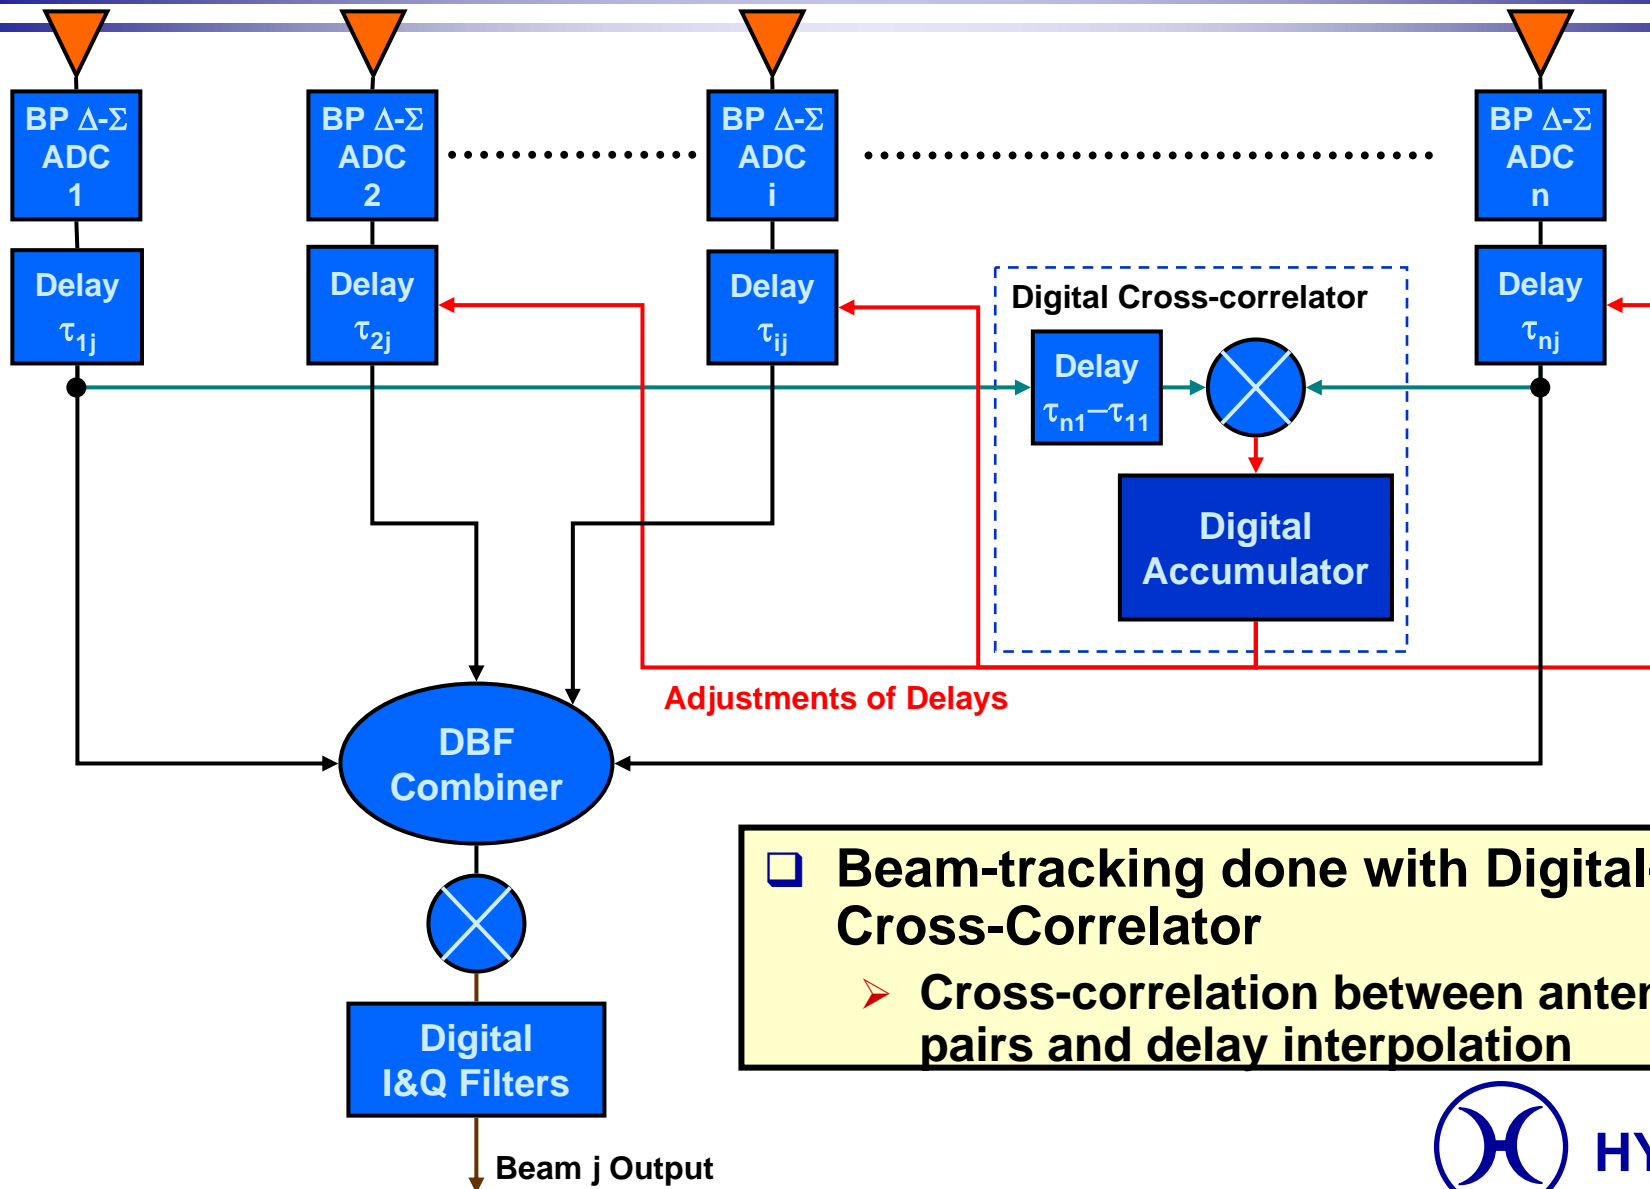 BP Δ-Σ
ADC
1
BP Δ-Σ
ADC
2
BP Δ-Σ
ADC
i
BP Δ-Σ
ADC
n
Delay
τ1j
Delay
τ2j
Delay
τij
Delay
τnj
Digital Cross-correlator
Delay
τn1–τ11
Digital
Accumulator
Adjustments of Delays
DBF
Combiner
Beam-tracking done with Digital-
Cross-Correlator
Cross-correlation between
pairs and delay interpolation
Digital
I&Q Filters
Beam j Output